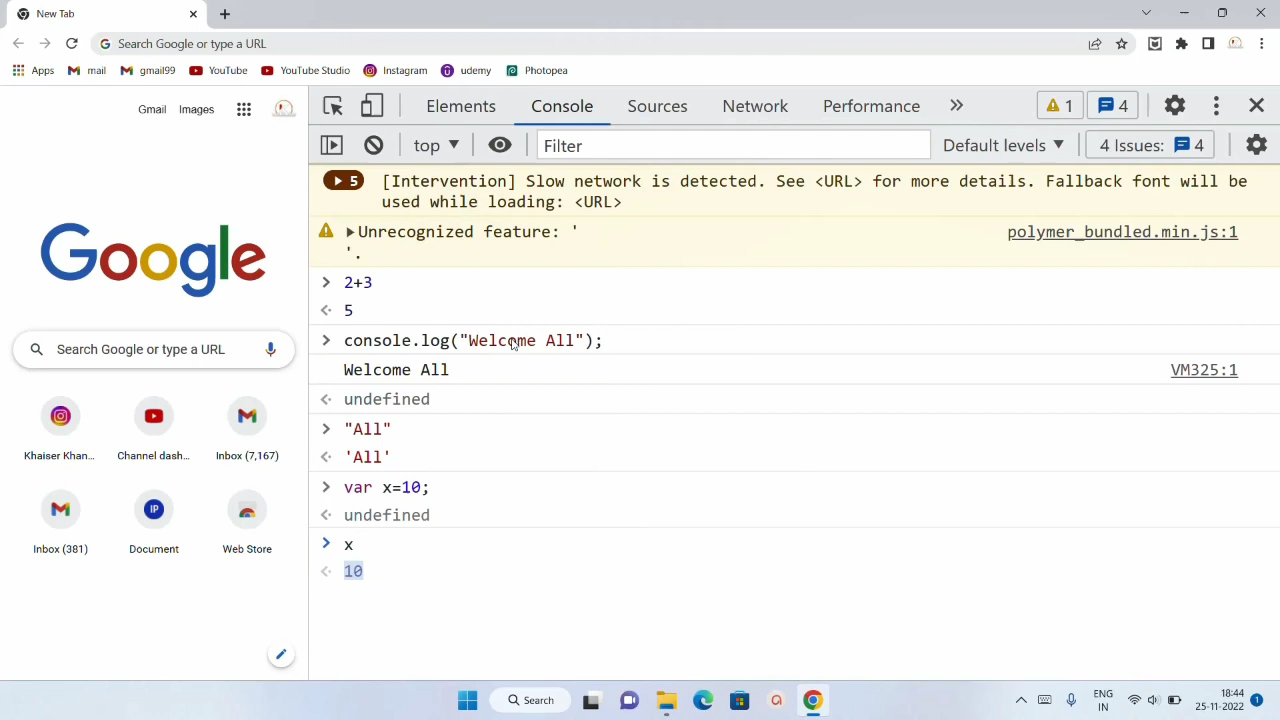 New Tab
Search Google or type a URL
Apps
mail
gmail99
YouTube
YouTube Studio
Instagram
udemy
Photopea
Gmail
Images
Google
Search Google or type a URL
Khaiser Khan...
Channel dash...
Inbox (7,167)
Inbox (381)
IP
Document
Web Store
Elements
Console
Sources
Network
Performance
1
4
top
Filter
Default levels
4 Issues:
4
5
[Intervention] Slow network is detected. See <URL> for more details. Fallback font will be
used while loading: <URL>
Unrecognized feature: '
polymer_bundled.min.js:1
'.
2+3
5
console.log("Welcome All");
Welcome All
VM325:1
undefined
"All"
'All'
var x=10;
undefined
x
10
Search
ENG
IN
18:44
25-11-2022
1